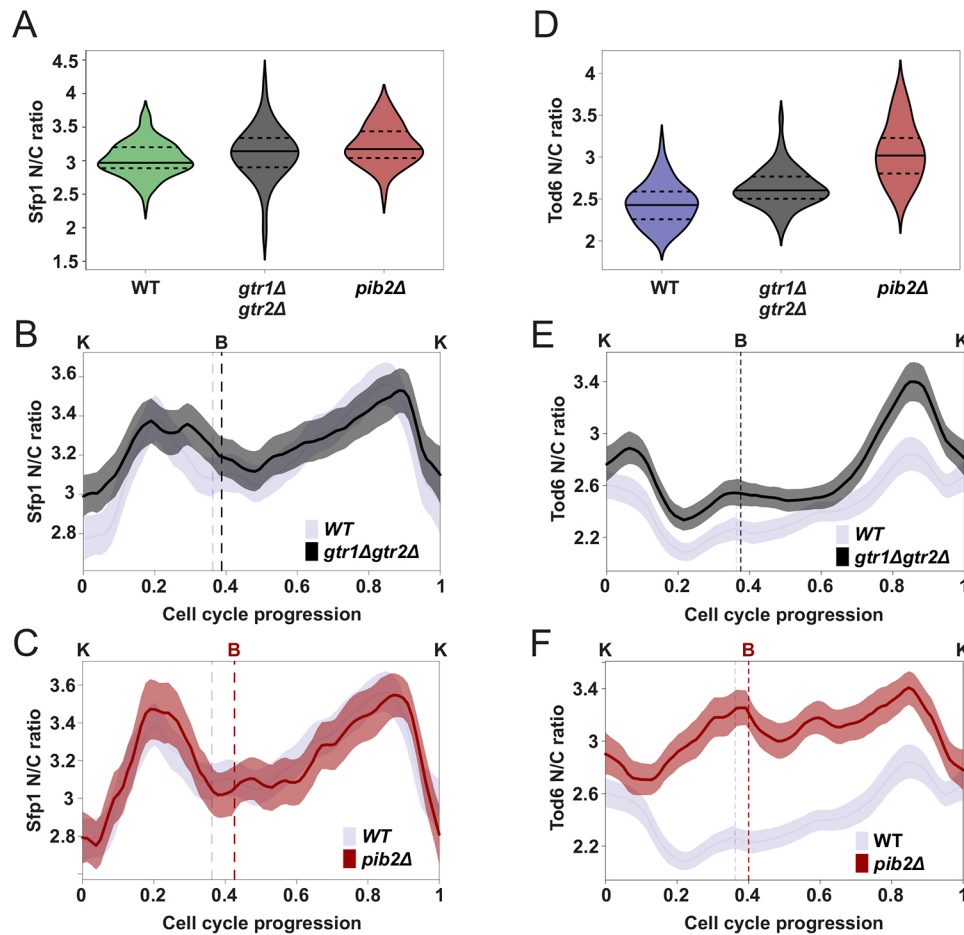 A
Sfp1 N/C ratio
4.5
4
3.5
3
2.5
2
1.5
WT
gtr1Δ
gtr2Δ
pib2Δ
D
Tod6 N/C ratio
4
3.5
3
2.5
2
WT
gtr1Δ
gtr2Δ
pib2Δ
B
K
B
K
Sfp1 N/C ratio
3.6
3.4
3.2
3
2.8
WT
gtr1Δgtr2Δ
0
0.2
0.4
0.6
0.8
1
Cell cycle progression
E
K
B
K
Tod6 N/C ratio
3.4
3
2.6
2.2
WT
gtr1Δgtr2Δ
0
0.2
0.4
0.6
0.8
1
Cell cycle progression
C
K
B
K
Sfp1 N/C ratio
3.6
3.4
3.2
3
2.8
WT
pib2Δ
0
0.2
0.4
0.6
0.8
1
Cell cycle progression
F
K
B
K
Tod6 N/C ratio
3.4
3
2.6
2.2
WT
pib2Δ
0
0.2
0.4
0.6
0.8
1
Cell cycle progression